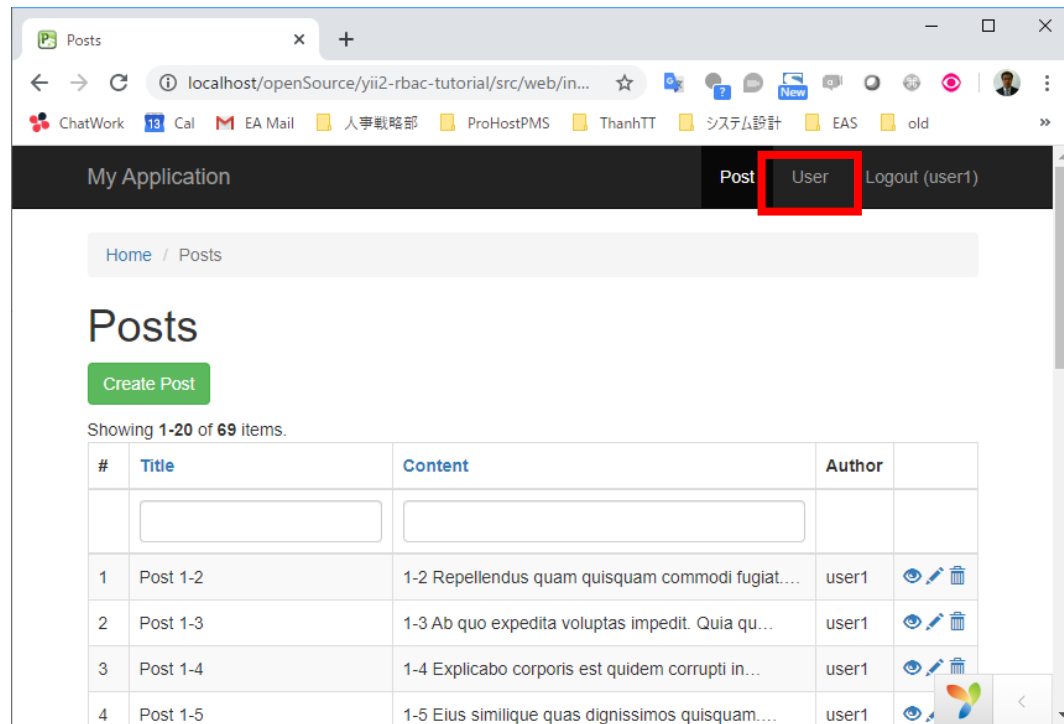 Posts
localhost/openSource/yii2-rbac-tutorial/src/web/in...
? New
ChatWork 13 Cal M EA Mail 人事戦略部 ProHostPMS ThanhTT システム設計 EAS old »
My Application Post User Logout (user1)
Home / Posts
Posts
Create Post
Showing 1-20 of 69 items.
# Title Content Author
1 Post 1-2 1-2 Repellendus quam quisquam commodi fugiat.... user1
2 Post 1-3 1-3 Ab quo expedita voluptas impedit. Quia qu... user1
3 Post 1-4 1-4 Explicabo corporis est quidem corrupti in... user1
4 Post 1-5 1-5 Eius similique quas dignissimos quisquam.... user1